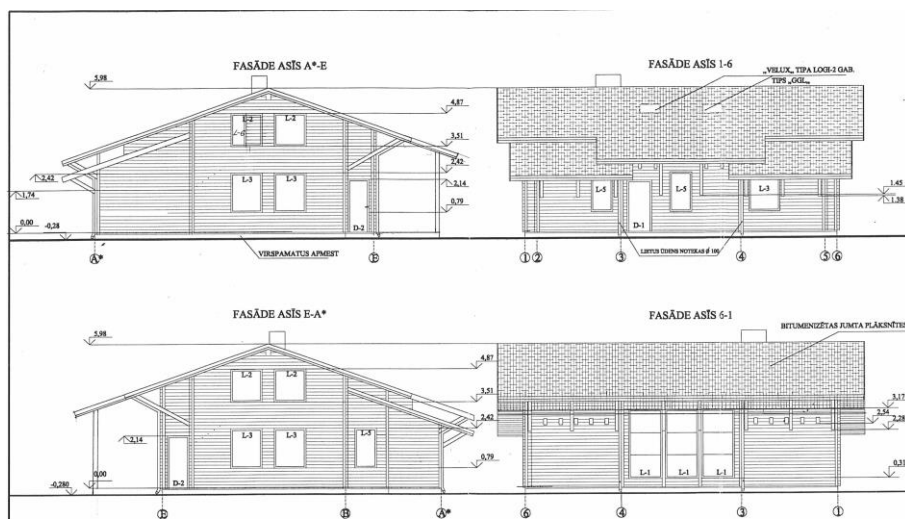 FASĀDE ASĪS A*-E
5,98
4,87
3,51
2,42
2,14
0,79
2,42
1,74
0,00
-0,28
L-2
L-2
L-6
L-3
L-3
D-2
VIRSPAMATUS APMEST
A*
E
FASĀDE ASĪS 1-6
„VELUX„ TIPA LOGI-2 GAB.
TIPS „GGL„
L-5
L-5
L-3
D-1
1.45
1.38
LIETUS ŪDENS NOTEKAS Ø 100
1
2
3
4
5
6
FASĀDE ASĪS E-A*
5,98
4,87
3,51
2,42
2,14
0,79
0,00
-0,280
L-2
L-2
L-3
L-3
L-5
D-2
E
B
A*
FASĀDE ASĪS 6-1
BITUMENIZĒTAS JUMTA PLĀKSNĪTES
3,17
2,54
2,28
0,31
L-1
L-1
L-1
6
4
3
1